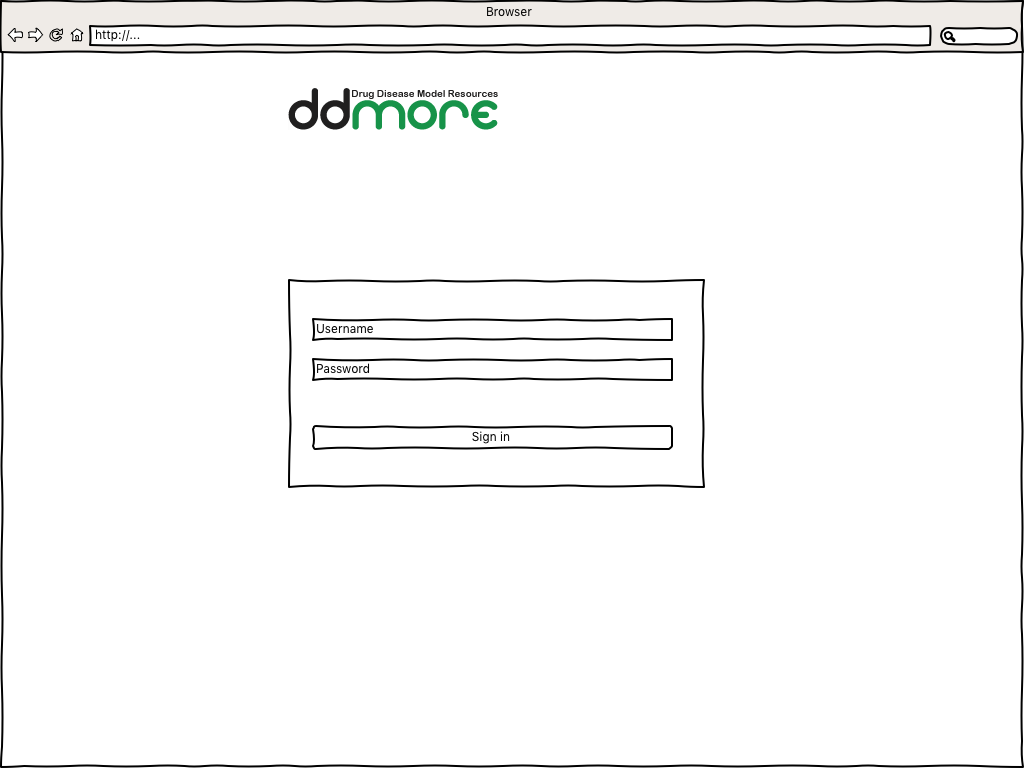 Browser
http://...
Drug Disease Model Resources
ddmore
Username
Password
Sign in